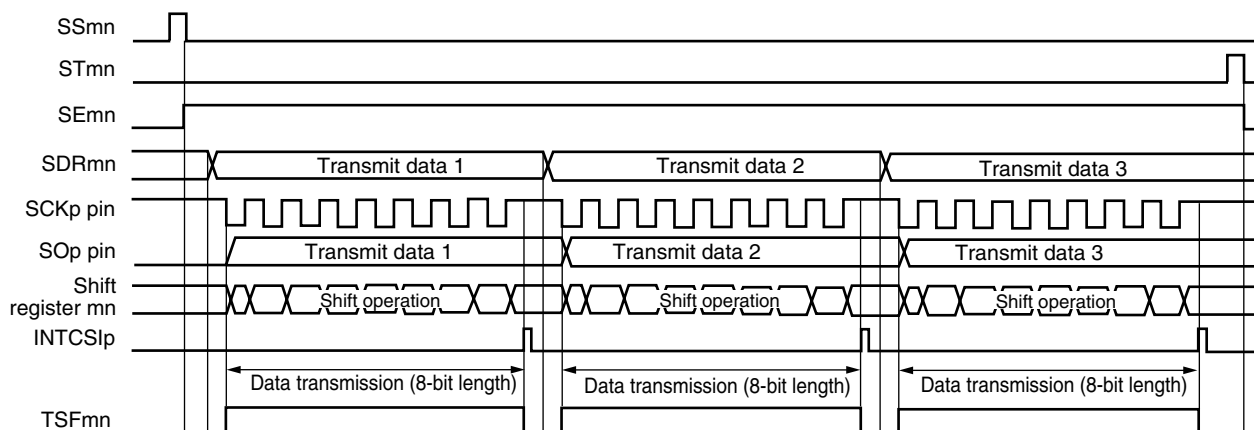 SSmn
STmn
SEmn
SDRmn Transmit data 1 Transmit data 2 Transmit data 3
SCKp pin
SOp pin Transmit data 1 Transmit data 2 Transmit data 3
Shift
register mn Shift operation Shift operation Shift operation
INTCSIp
Data transmission (8-bit length) Data transmission (8-bit length) Data transmission (8-bit length)
TSFmn